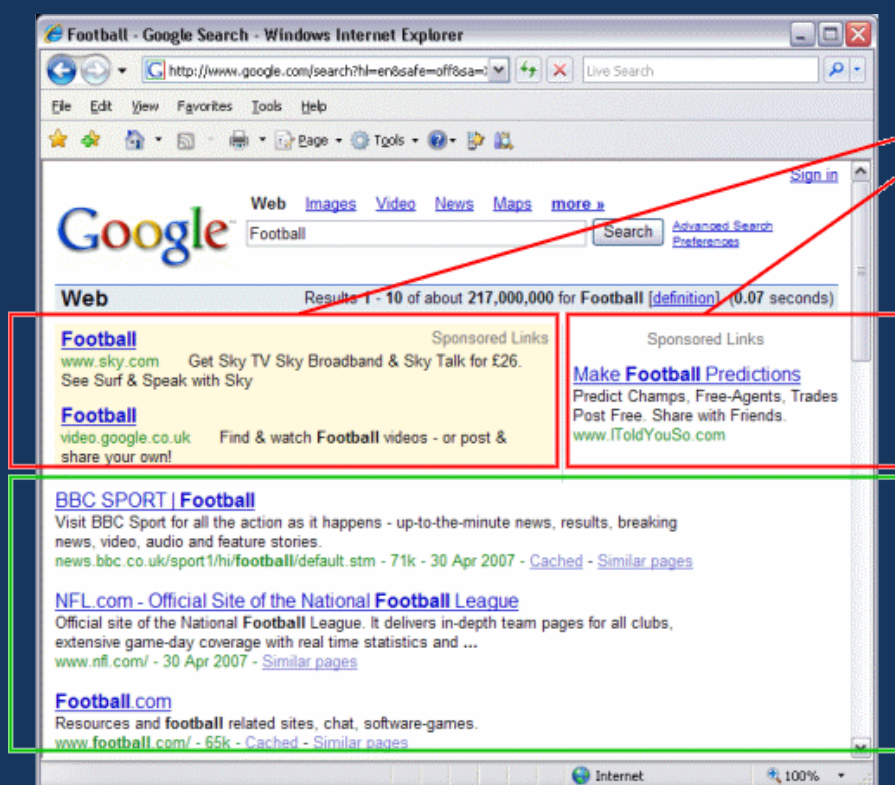 Football - Google Search - Windows Internet Explorer
http://www.google.com/search?hl=en&safe=off&sa=
Live Search
File Edit View Favorites Tools Help
Page Tools
Sign in
Web Images Video News Maps more »
Google™
Football
Search
Advanced Search
Preferences
Web
Results 1 - 10 of about 217,000,000 for Football [definition]. (0.07 seconds)
Football
Sponsored Links
www.sky.com Get Sky TV Sky Broadband & Sky Talk for £26.
See Surf & Speak with Sky
Football
video.google.co.uk Find & watch Football videos - or post &
share your own!
Sponsored Links
Make Football Predictions
Predict Champs, Free-Agents, Trades
Post Free. Share with Friends.
www.IToldYouSo.com
BBC SPORT | Football
Visit BBC Sport for all the action as it happens - up-to-the-minute news, results, breaking
news, video, audio and feature stories.
news.bbc.co.uk/sport1/hi/football/default.stm - 71k - 30 Apr 2007 - Cached - Similar pages
NFL.com - Official Site of the National Football League
Official site of the National Football League. It delivers in-depth team pages for all clubs,
extensive game-day coverage with real time statistics and ...
www.nfl.com/ - 30 Apr 2007 - Similar pages
Football.com
Resources and football related sites, chat, software-games.
www.football.com/ - 65k - Cached - Similar pages
Internet
100%